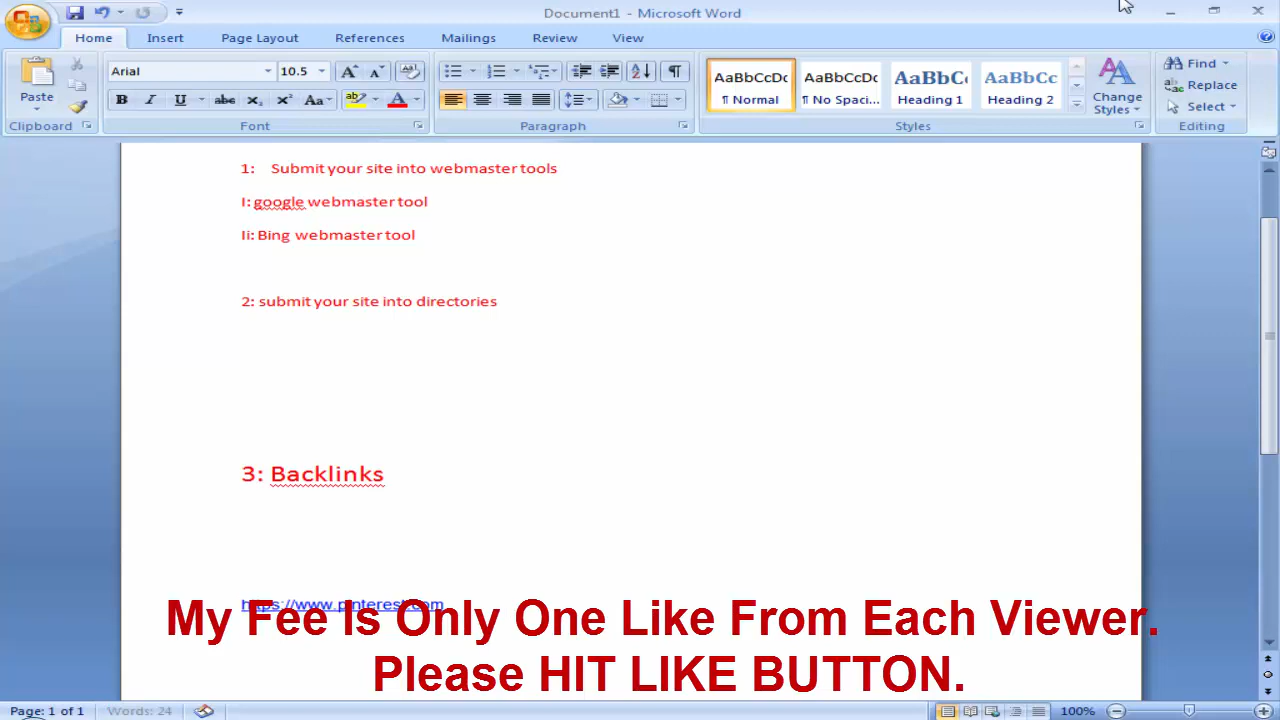 Document1 - Microsoft Word
Home Insert Page Layout References Mailings Review View
Arial 10.5
AaBbCcDc AaBbCcDc AaBbC AaBbCc
Find
Replace
Select
Paste
¶ Normal ¶ No Spaci... Heading 1 Heading 2
Change
Styles
Clipboard Font Paragraph Styles Editing
1: Submit your site into webmaster tools
I: google webmaster tool
Ii: Bing webmaster tool
2: submit your site into directories
3: Backlinks
https://www.pinterest.com
My Fee Is Only One Like From Each Viewer.
Please HIT LIKE BUTTON.
Page: 1 of 1 Words: 24 100%